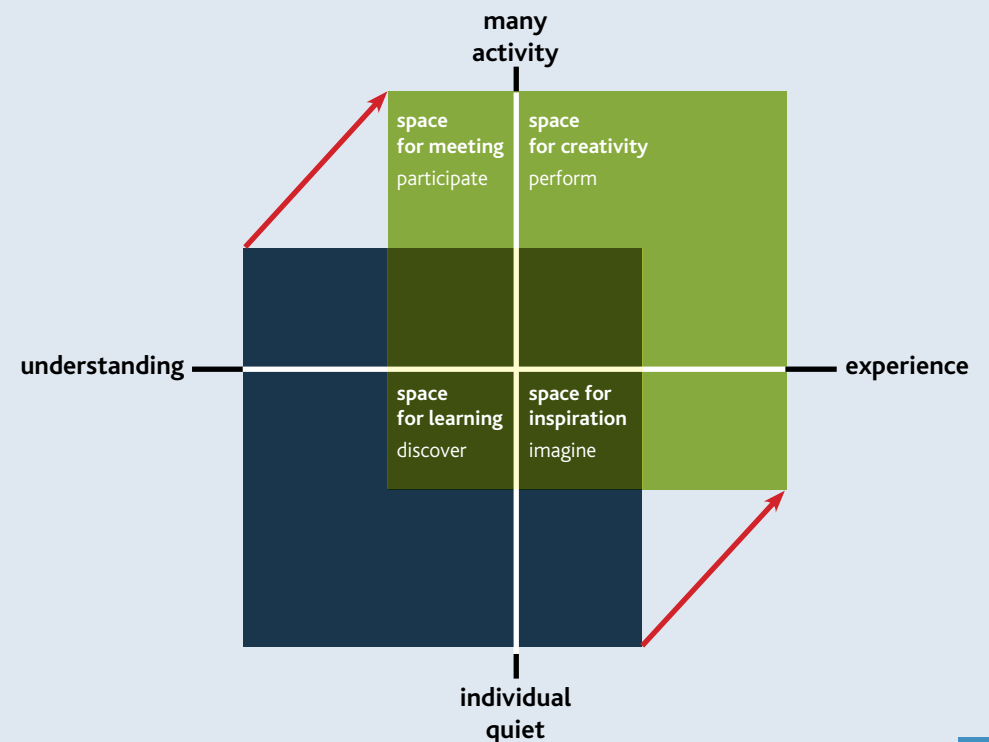 many
activity
space
for meeting
participate
space
for creativity
perform
understanding
experience
space
for learning
discover
space for
inspiration
imagine
individual
quiet